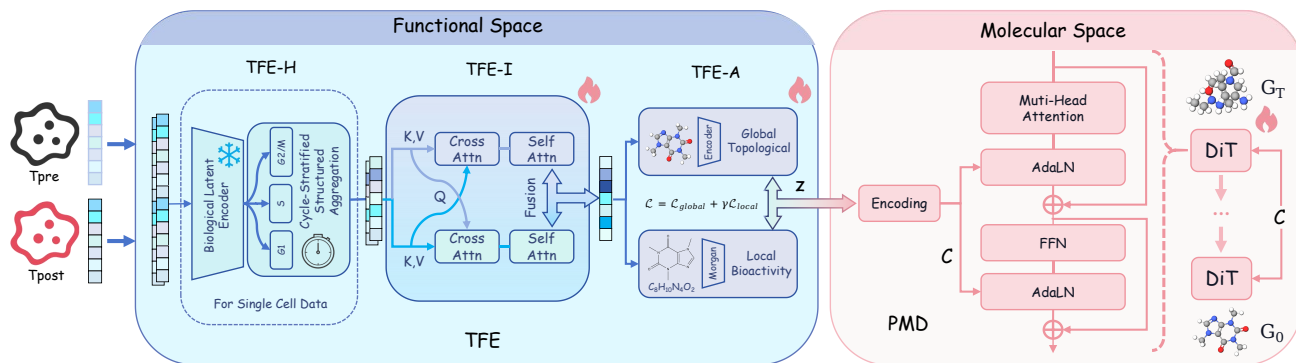 Functional Space
Molecular Space
TFE-H
TFE-I
TFE-A
Tpre
Tpost
Biological Latent
Encoder
G2/M
S
G1
Cycle-Stratified
Structured
Aggregation
For Single Cell Data
K,V
Q
K,V
Cross
Attn
Self
Attn
Fusion
Cross
Attn
Self
Attn
Encoder
Global
Topological
ℒ = ℒglobal + γℒlocal
z
Morgan
C8H10N4O2
Local
Bioactivity
TFE
Encoding
C
Muti-Head
Attention
AdaLN
FFN
AdaLN
PMD
GT
DiT
...
C
DiT
G0